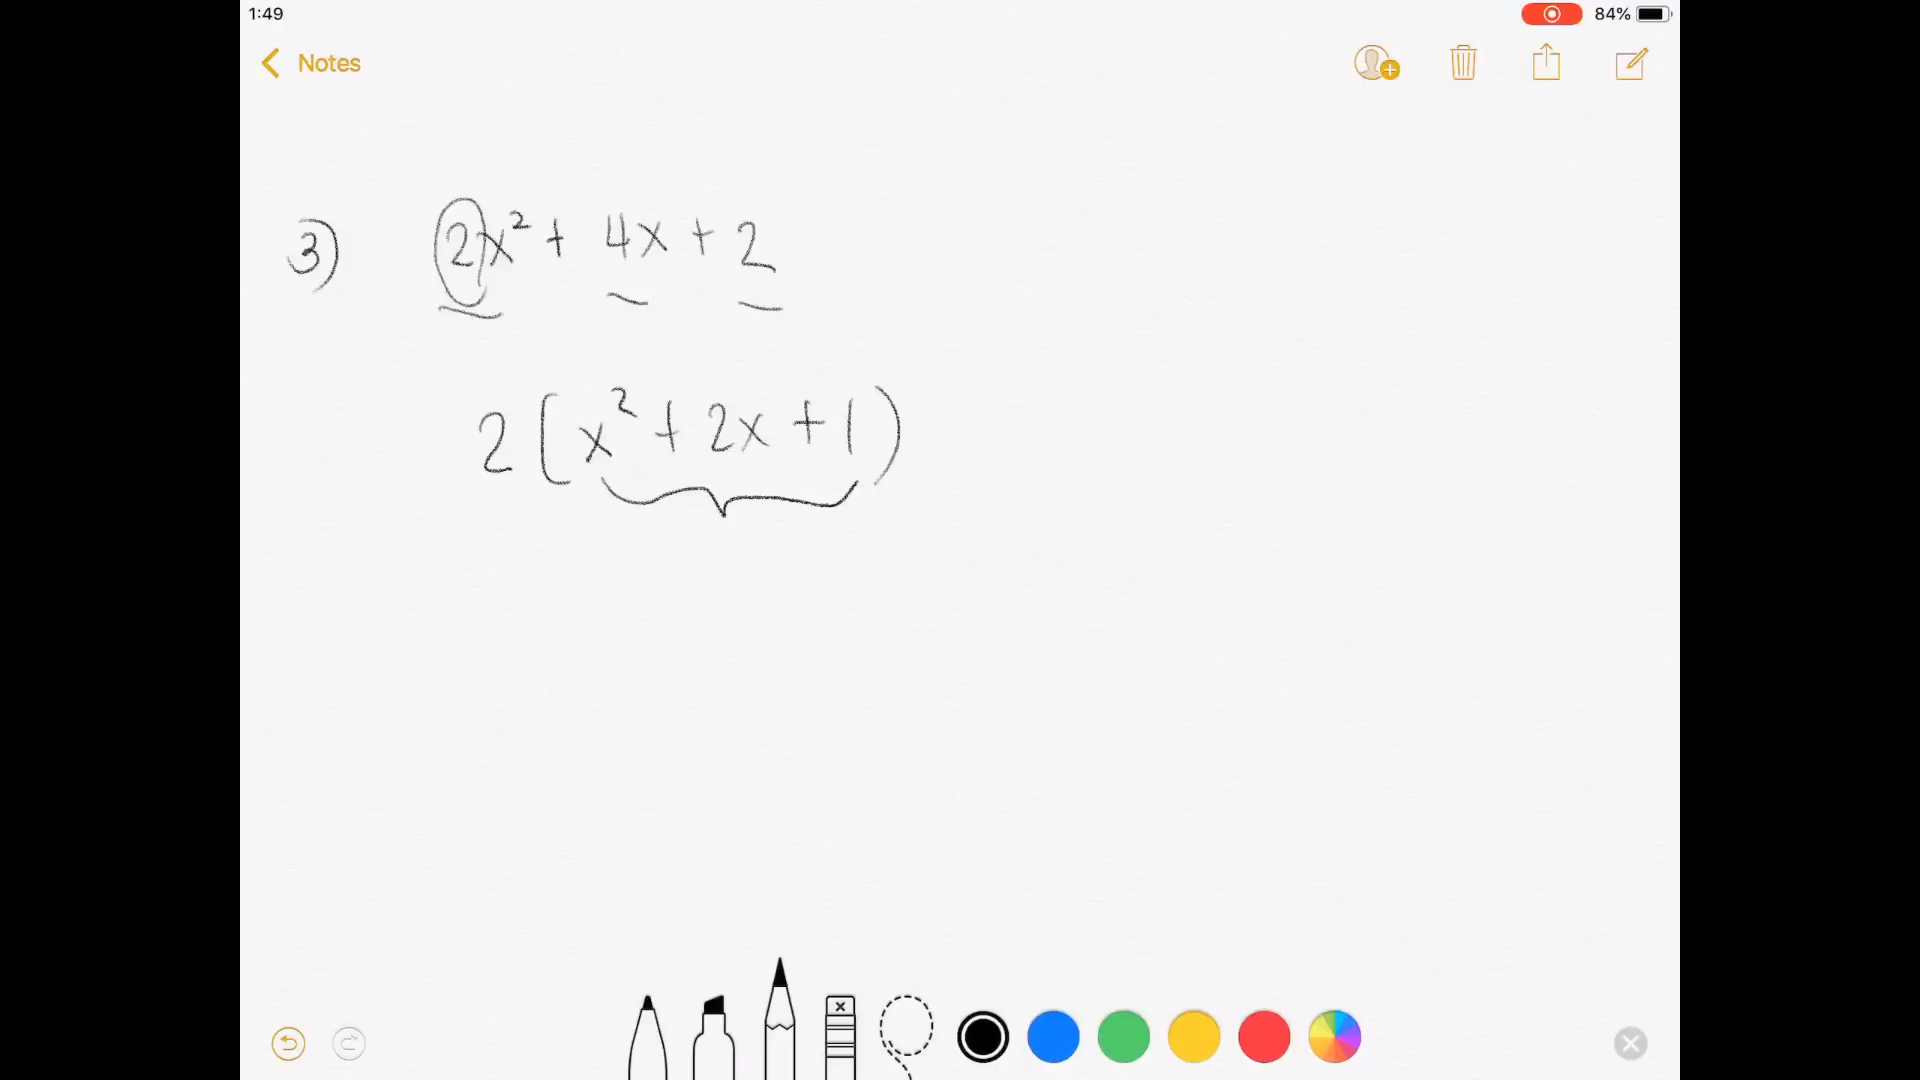 1:49
84%
Notes
3) 2x² + 4x + 2
2(x² + 2x + 1)